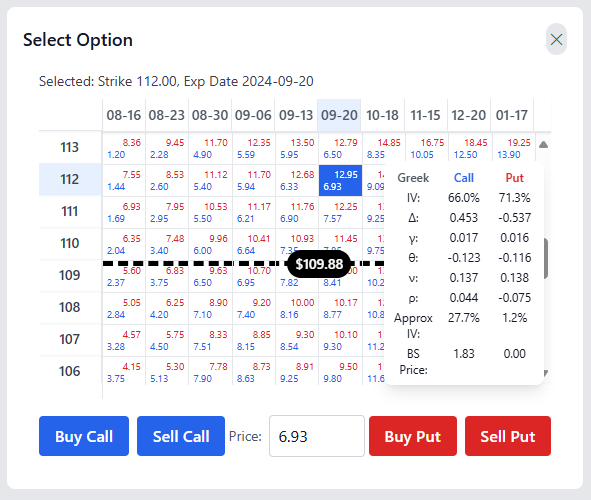 Select Option
Selected: Strike 112.00, Exp Date 2024-09-20
08-16 08-23 08-30 09-06 09-13 09-20 10-18 11-15 12-20 01-17
113 8.36 9.45 11.70 12.35 13.50 12.79 14.85 16.75 18.45 19.25
1.20 2.28 4.90 5.59 5.95 6.50 8.35 10.05 12.50 13.90
112 7.55 8.53 11.12 11.70 12.68 12.95
1.44 2.60 5.40 5.94 6.33 6.93 9.09
Greek Call Put
IV: 66.0% 71.3%
Δ: 0.453 -0.537
γ: 0.017 0.016
θ: -0.123 -0.116
ν: 0.137 0.138
ρ: 0.044 -0.075
Approx IV: 27.7% 1.2%
BS Price: 1.83 0.00
111 6.93 7.95 10.53 11.17 11.76 12.25
1.69 2.95 5.50 6.21 6.90 7.57 9.25
110 6.35 7.48 9.96 10.41 10.93 11.45
2.04 3.40 6.00 6.64 9.75
$109.88
109 5.60 6.83 9.63 10.70
2.37 3.75 6.50 6.95 7.82 8.41
108 5.05 6.25 8.90 9.20 10.00 10.17
2.84 4.20 7.10 7.40 8.16 8.77
107 4.57 5.75 8.33 8.85 9.30 10.10
3.28 4.50 7.51 8.15 8.54 9.30
106 4.15 5.30 7.78 8.73 8.91 9.50
3.75 5.13 7.90 8.63 9.25 9.80
Buy Call Sell Call Price: 6.93 Buy Put Sell Put